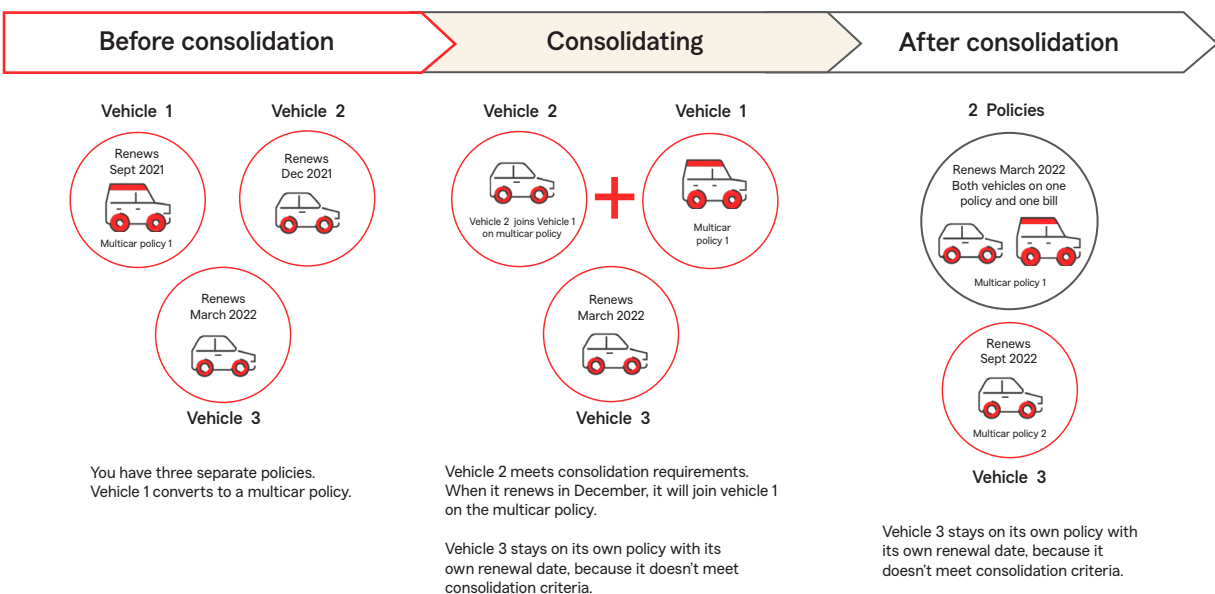 Before consolidation
Consolidating
After consolidation
Vehicle 1
Renews
Sept 2021
Multicar policy 1
Vehicle 2
Renews
Dec 2021
Renews
March 2022
Vehicle 3
You have three separate policies.
Vehicle 1 converts to a multicar policy.
Vehicle 2
Vehicle 2 joins Vehicle 1
on multicar policy
Vehicle 1
Multicar
policy 1
Renews
March 2022
Vehicle 3
Vehicle 2 meets consolidation requirements.
When it renews in December, it will join vehicle 1
on the multicar policy.
Vehicle 3 stays on its own policy with its
own renewal date, because it doesn't meet
consolidation criteria.
2 Policies
Renews March 2022
Both vehicles on one
policy and one bill
Multicar policy 1
Renews
Sept 2022
Multicar policy 2
Vehicle 3
Vehicle 3 stays on its own policy with
its own renewal date, because it
doesn't meet consolidation criteria.